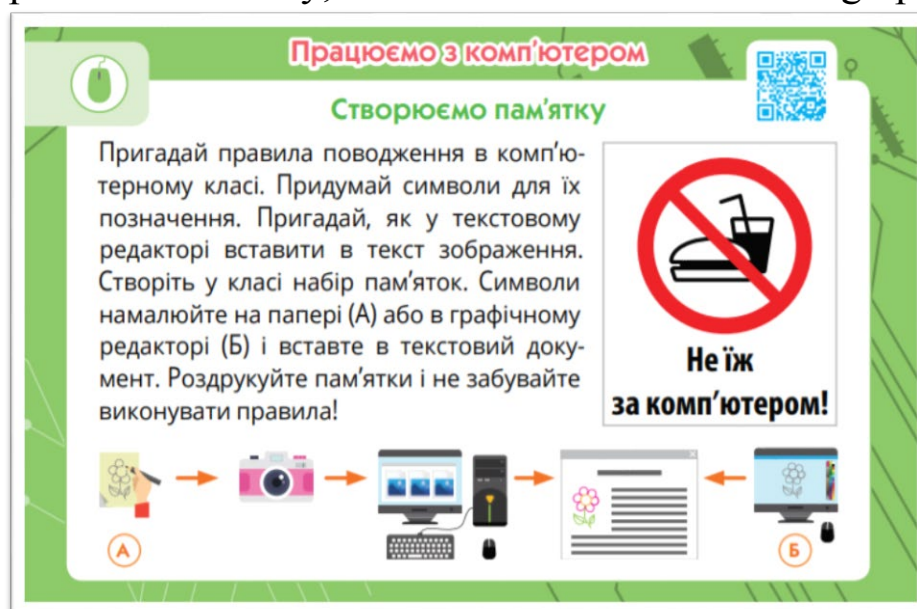 Працюємо з комп'ютером
Створюємо пам'ятку
Пригадай правила поводження в комп'ю-
терному класі. Придумай символи для їх
позначення. Пригадай, як у текстовому
редакторі вставити в текст зображення.
Створіть у класі набір пам'яток. Символи
намалюйте на папері (А) або в графічному
редакторі (Б) і вставте в текстовий доку-
мент. Роздрукуйте пам'ятки і не забувайте
виконувати правила!
Не їж
за комп'ютером!
А
Б